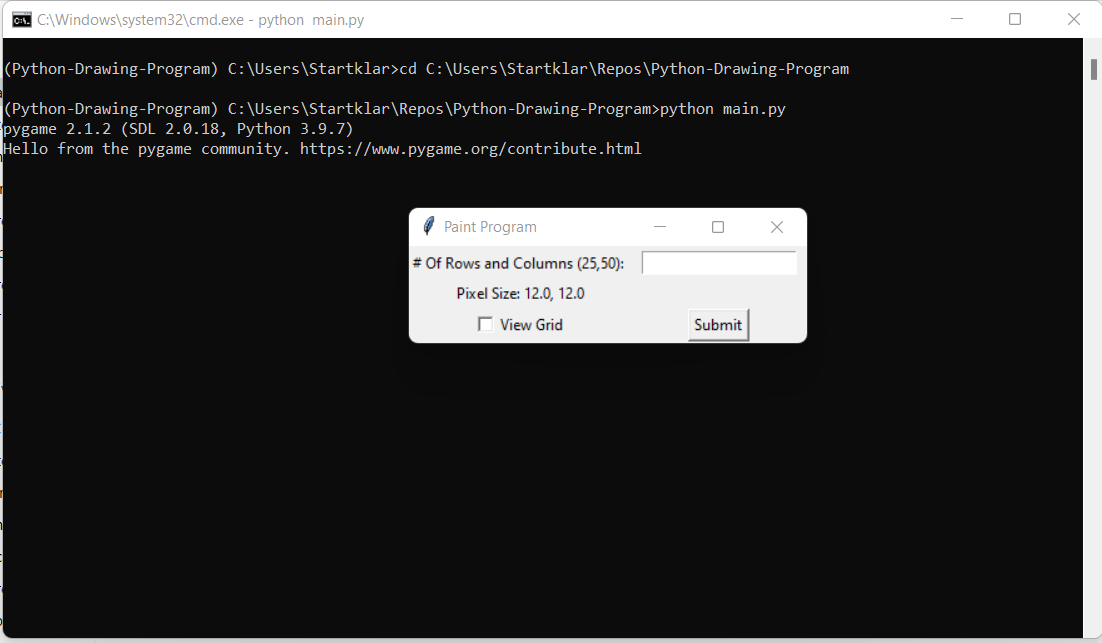 C:\Windows\system32\cmd.exe - python  main.py
(Python-Drawing-Program) C:\Users\Startklar>cd C:\Users\Startklar\Repos\Python-Drawing-Program
(Python-Drawing-Program) C:\Users\Startklar\Repos\Python-Drawing-Program>python main.py
pygame 2.1.2 (SDL 2.0.18, Python 3.9.7)
Hello from the pygame community. https://www.pygame.org/contribute.html
Paint Program
# Of Rows and Columns (25,50):
Pixel Size: 12.0, 12.0
View Grid
Submit